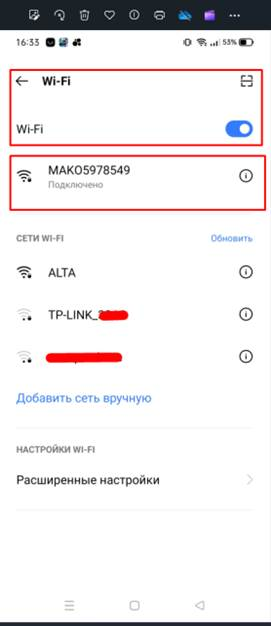 16:33
53%
Wi-Fi
Wi-Fi
MAKO5978549
Подключено
СЕТИ WI-FI
Обновить
ALTA
TP-LINK_
Добавить сеть вручную
НАСТРОЙКИ WI-FI
Расширенные настройки